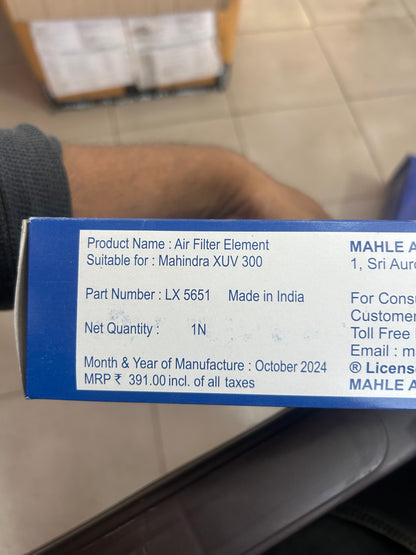 Product Name : Air Filter Element
Suitable for : Mahindra XUV 300
Part Number : LX 5651 Made in India
Net Quantity : 1N
Month & Year of Manufacture : October 2024
MRP ₹ 391.00 incl. of all taxes
MAHLE A
1, Sri Auro
For Consu
Customer
Toll Free
Email : m
® License
MAHLE A